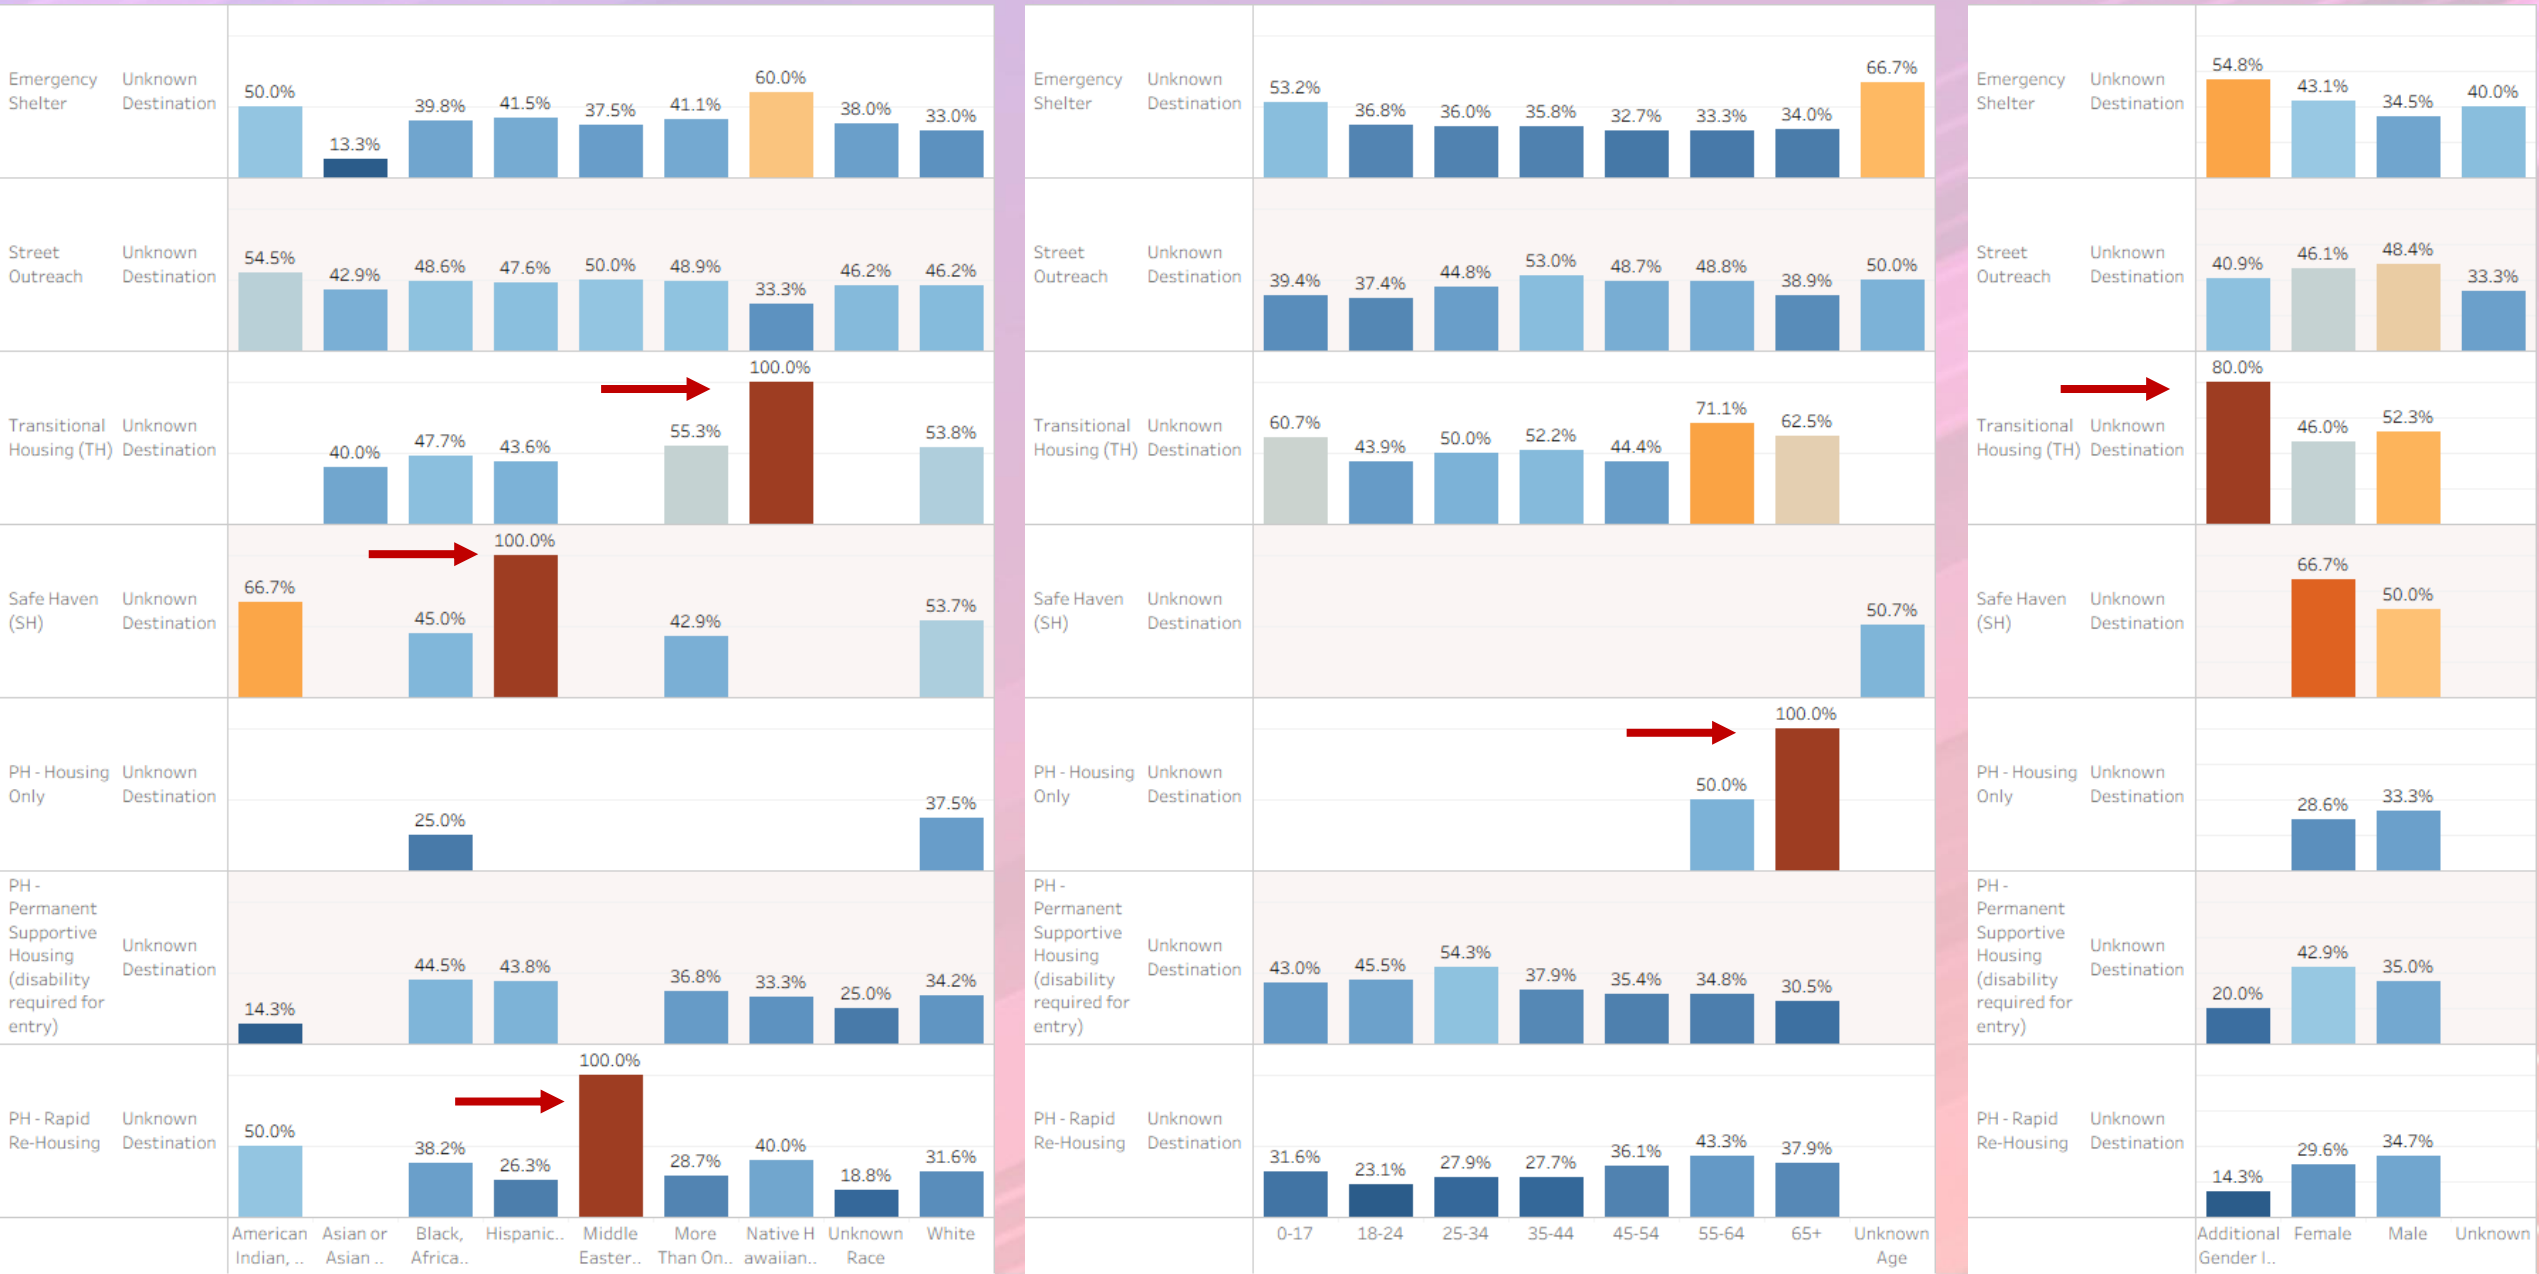 Emergency
Shelter
Unknown
Destination
50.0%
13.3%
39.8%
41.5%
37.5%
41.1%
60.0%
38.0%
33.0%
Street
Outreach
Unknown
Destination
54.5%
42.9%
48.6%
47.6%
50.0%
48.9%
33.3%
46.2%
46.2%
Transitional
Housing (TH)
Unknown
Destination
40.0%
47.7%
43.6%
55.3%
100.0%
53.8%
Safe Haven
(SH)
Unknown
Destination
66.7%
45.0%
100.0%
42.9%
53.7%
PH - Housing
Only
Unknown
Destination
25.0%
37.5%
PH -
Permanent
Supportive
Housing
(disability
required for
entry)
Unknown
Destination
14.3%
44.5%
43.8%
36.8%
33.3%
25.0%
34.2%
PH - Rapid
Re-Housing
Unknown
Destination
50.0%
38.2%
26.3%
100.0%
28.7%
40.0%
18.8%
31.6%
American
Indian, ..
Asian or
Asian ..
Black,
Africa..
Hispanic..
Middle
Easter..
More
Than On..
Native H
awaiian..
Unknown
Race
White
Emergency
Shelter
Unknown
Destination
53.2%
36.8%
36.0%
35.8%
32.7%
33.3%
34.0%
66.7%
Street
Outreach
Unknown
Destination
39.4%
37.4%
44.8%
53.0%
48.7%
48.8%
38.9%
50.0%
Transitional
Housing (TH)
Unknown
Destination
60.7%
43.9%
50.0%
52.2%
44.4%
71.1%
62.5%
Safe Haven
(SH)
Unknown
Destination
50.7%
PH - Housing
Only
Unknown
Destination
50.0%
100.0%
PH -
Permanent
Supportive
Housing
(disability
required for
entry)
Unknown
Destination
43.0%
45.5%
54.3%
37.9%
35.4%
34.8%
30.5%
PH - Rapid
Re-Housing
Unknown
Destination
31.6%
23.1%
27.9%
27.7%
36.1%
43.3%
37.9%
0-17
18-24
25-34
35-44
45-54
55-64
65+
Unknown
Age
Emergency
Shelter
Unknown
Destination
54.8%
43.1%
34.5%
40.0%
Street
Outreach
Unknown
Destination
40.9%
46.1%
48.4%
33.3%
Transitional
Housing (TH)
Unknown
Destination
80.0%
46.0%
52.3%
Safe Haven
(SH)
Unknown
Destination
66.7%
50.0%
PH - Housing
Only
Unknown
Destination
28.6%
33.3%
PH -
Permanent
Supportive
Housing
(disability
required for
entry)
Unknown
Destination
20.0%
42.9%
35.0%
PH - Rapid
Re-Housing
Unknown
Destination
14.3%
29.6%
34.7%
Additional
Gender I..
Female
Male
Unknown